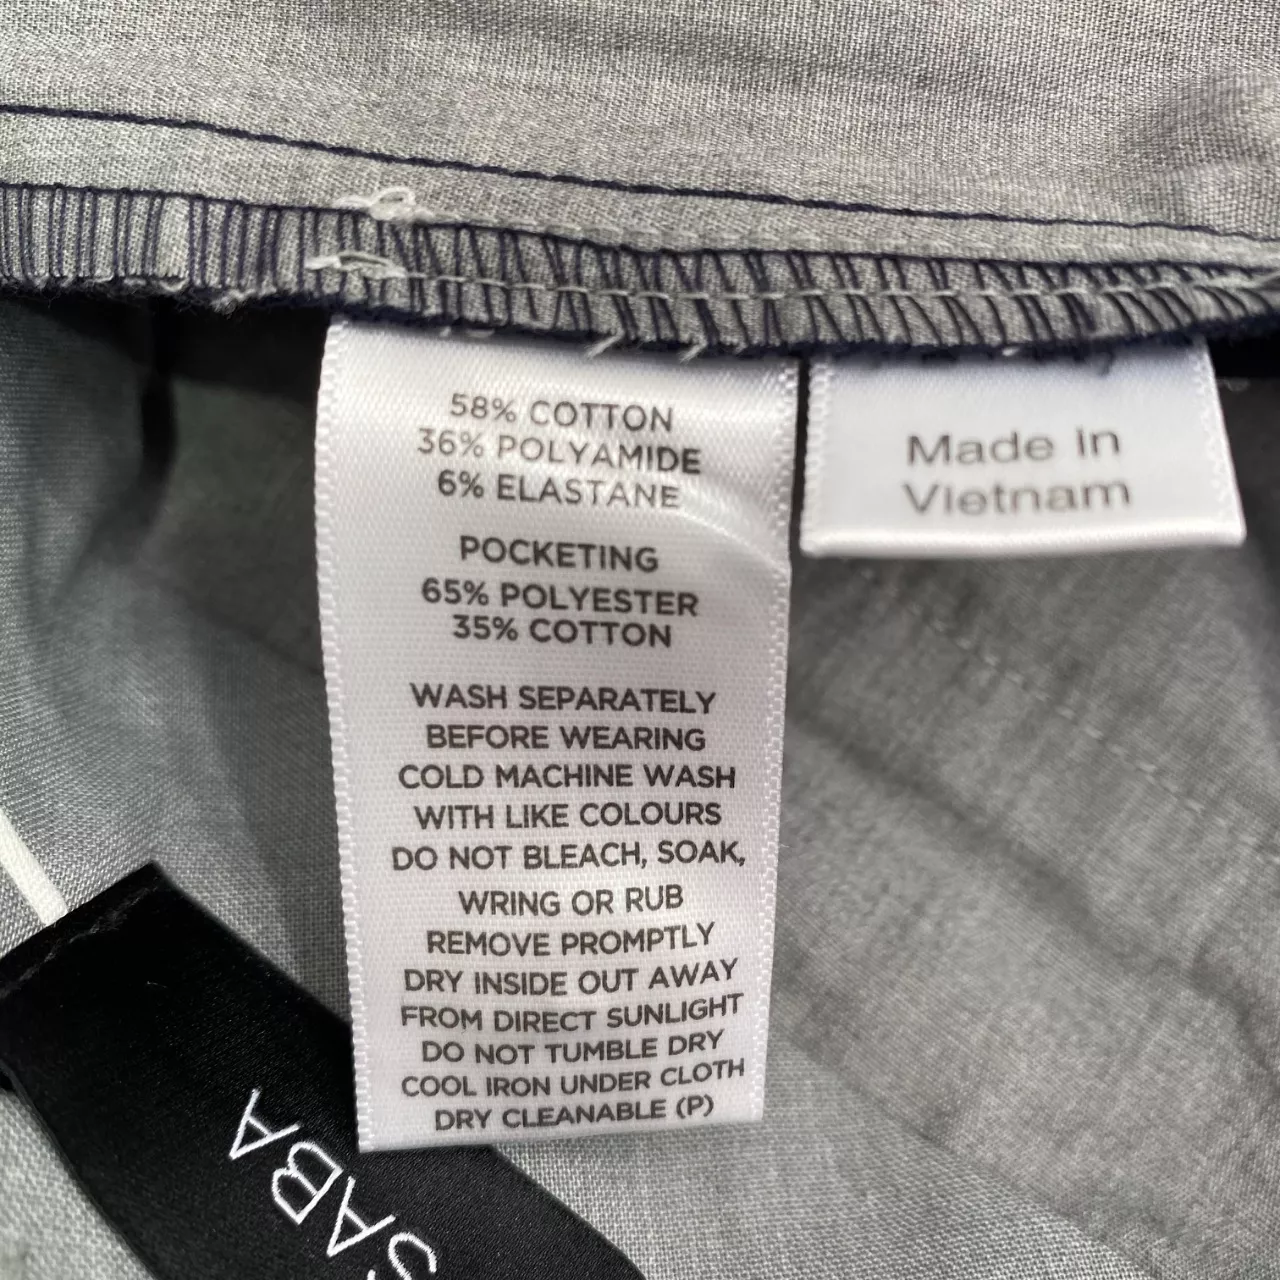 58% COTTON
36% POLYAMIDE
6% ELASTANE
POCKETING
65% POLYESTER
35% COTTON
WASH SEPARATELY
BEFORE WEARING
COLD MACHINE WASH
WITH LIKE COLOURS
DO NOT BLEACH, SOAK,
WRING OR RUB
REMOVE PROMPTLY
DRY INSIDE OUT AWAY
FROM DIRECT SUNLIGHT
DO NOT TUMBLE DRY
COOL IRON UNDER CLOTH
DRY CLEANABLE (P)
Made in
Vietnam
SABA